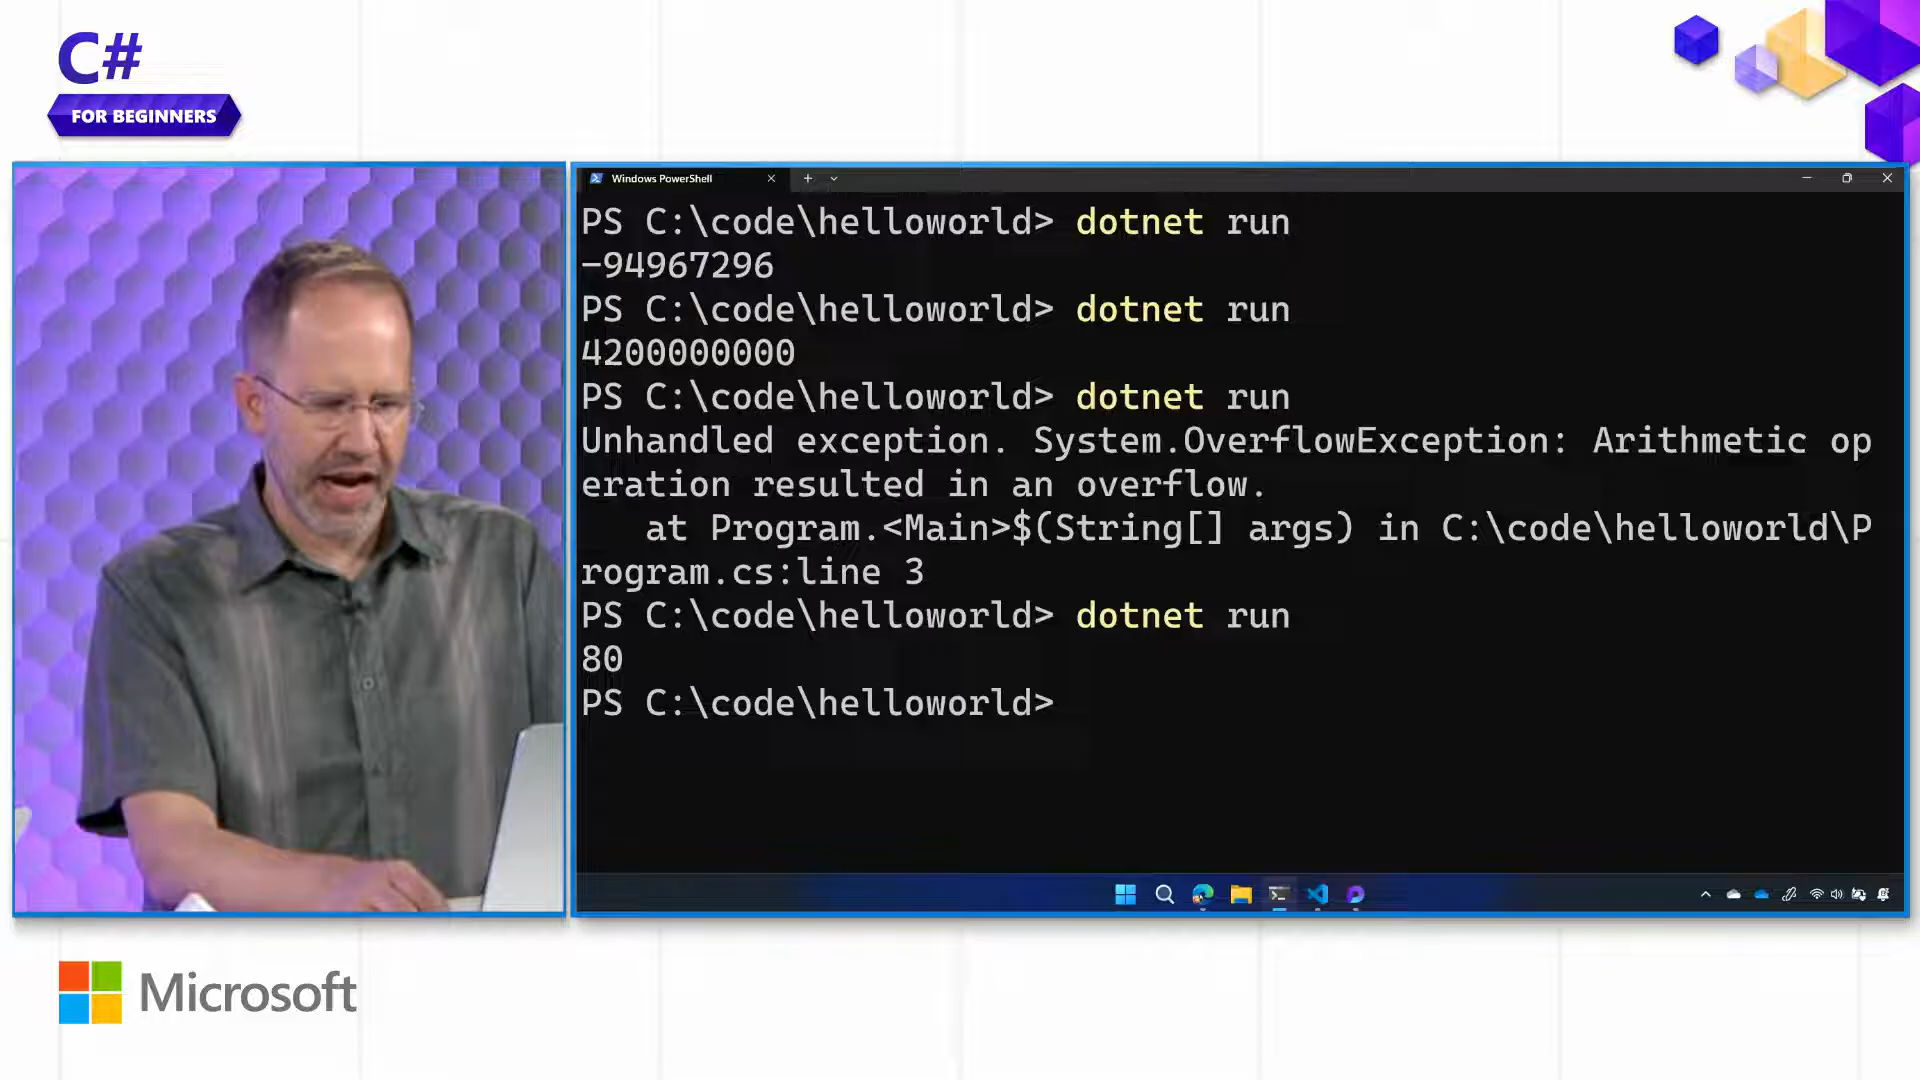 C#
FOR BEGINNERS
Windows PowerShell
PS C:\code\helloworld> dotnet run
-94967296
PS C:\code\helloworld> dotnet run
4200000000
PS C:\code\helloworld> dotnet run
Unhandled exception. System.OverflowException: Arithmetic op
eration resulted in an overflow.
   at Program.<Main>$(String[] args) in C:\code\helloworld\P
rogram.cs:line 3
PS C:\code\helloworld> dotnet run
80
PS C:\code\helloworld>
Microsoft